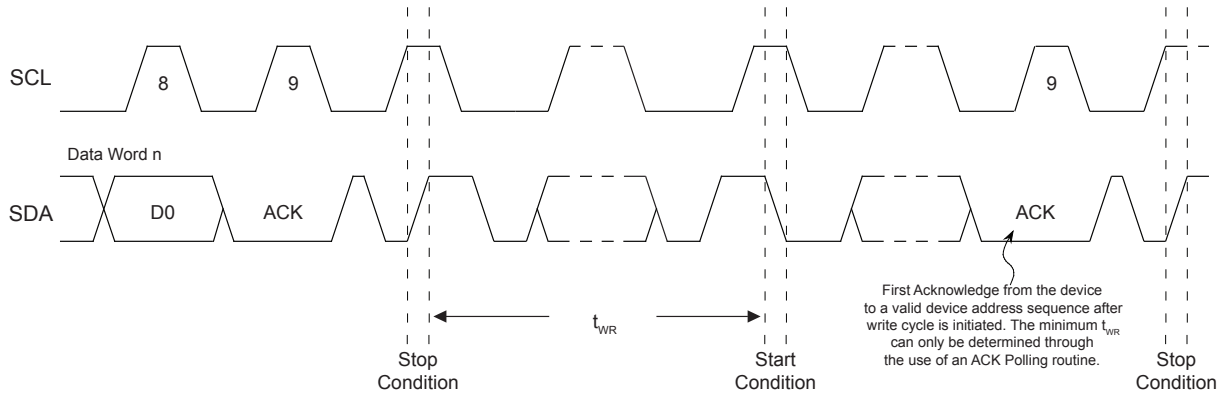 SCL
8
9
9
Data Word n
SDA
D0
ACK
ACK
First Acknowledge from the device
to a valid device address sequence after
write cycle is initiated. The minimum tWR
can only be determined through
the use of an ACK Polling routine.
tWR
Stop
Condition
Start
Condition
Stop
Condition